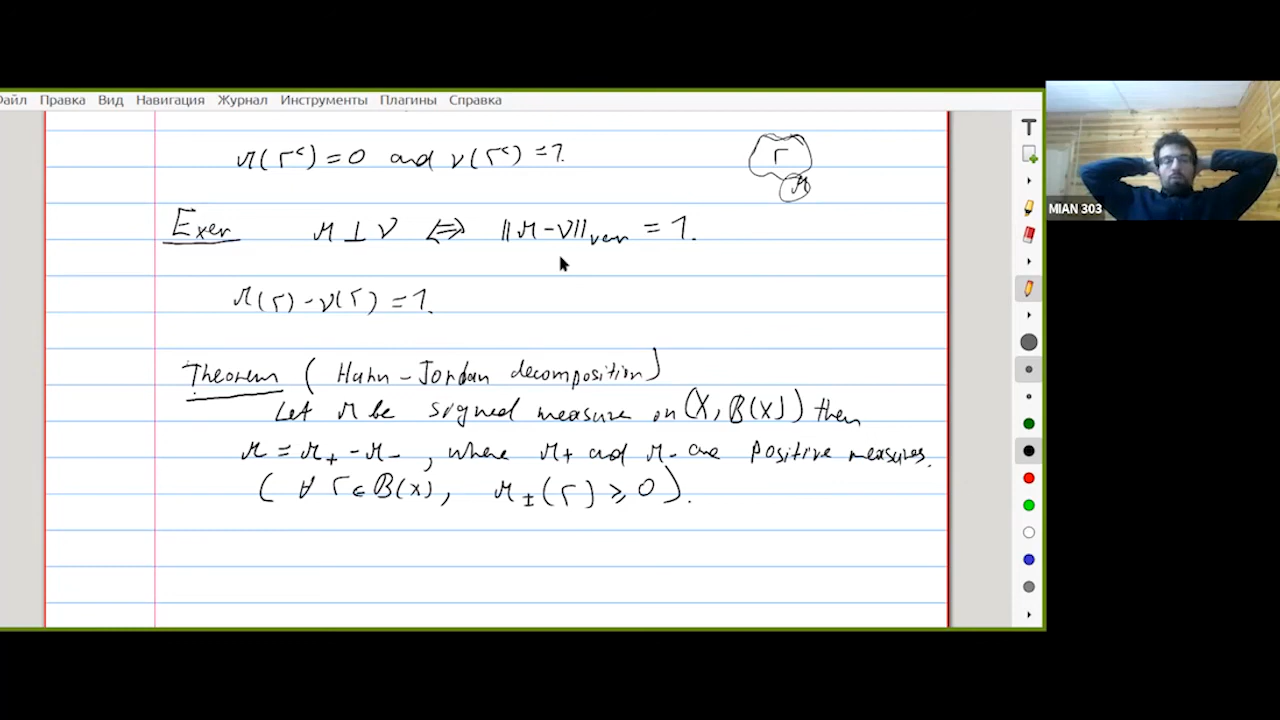 Файл Правка Вид Навигация Журнал Инструменты Плагины Справка
μ(Γᶜ) = 0 and ν(Γᶜ) = 1.
Γ
μ
MIAN 303
Exer μ ⊥ ν ⇔ ||μ-ν||var = 1.
μ(Γ) - ν(Γ) = 1.
Theorem (Hahn-Jordan decomposition)
Let μ be signed measure on (X, B(X)) then
μ = μ₊ - μ₋, where μ₊ and μ₋ are positive measures.
(∀ Γ ∈ B(X), μ±(Γ) ⩾ 0).
T